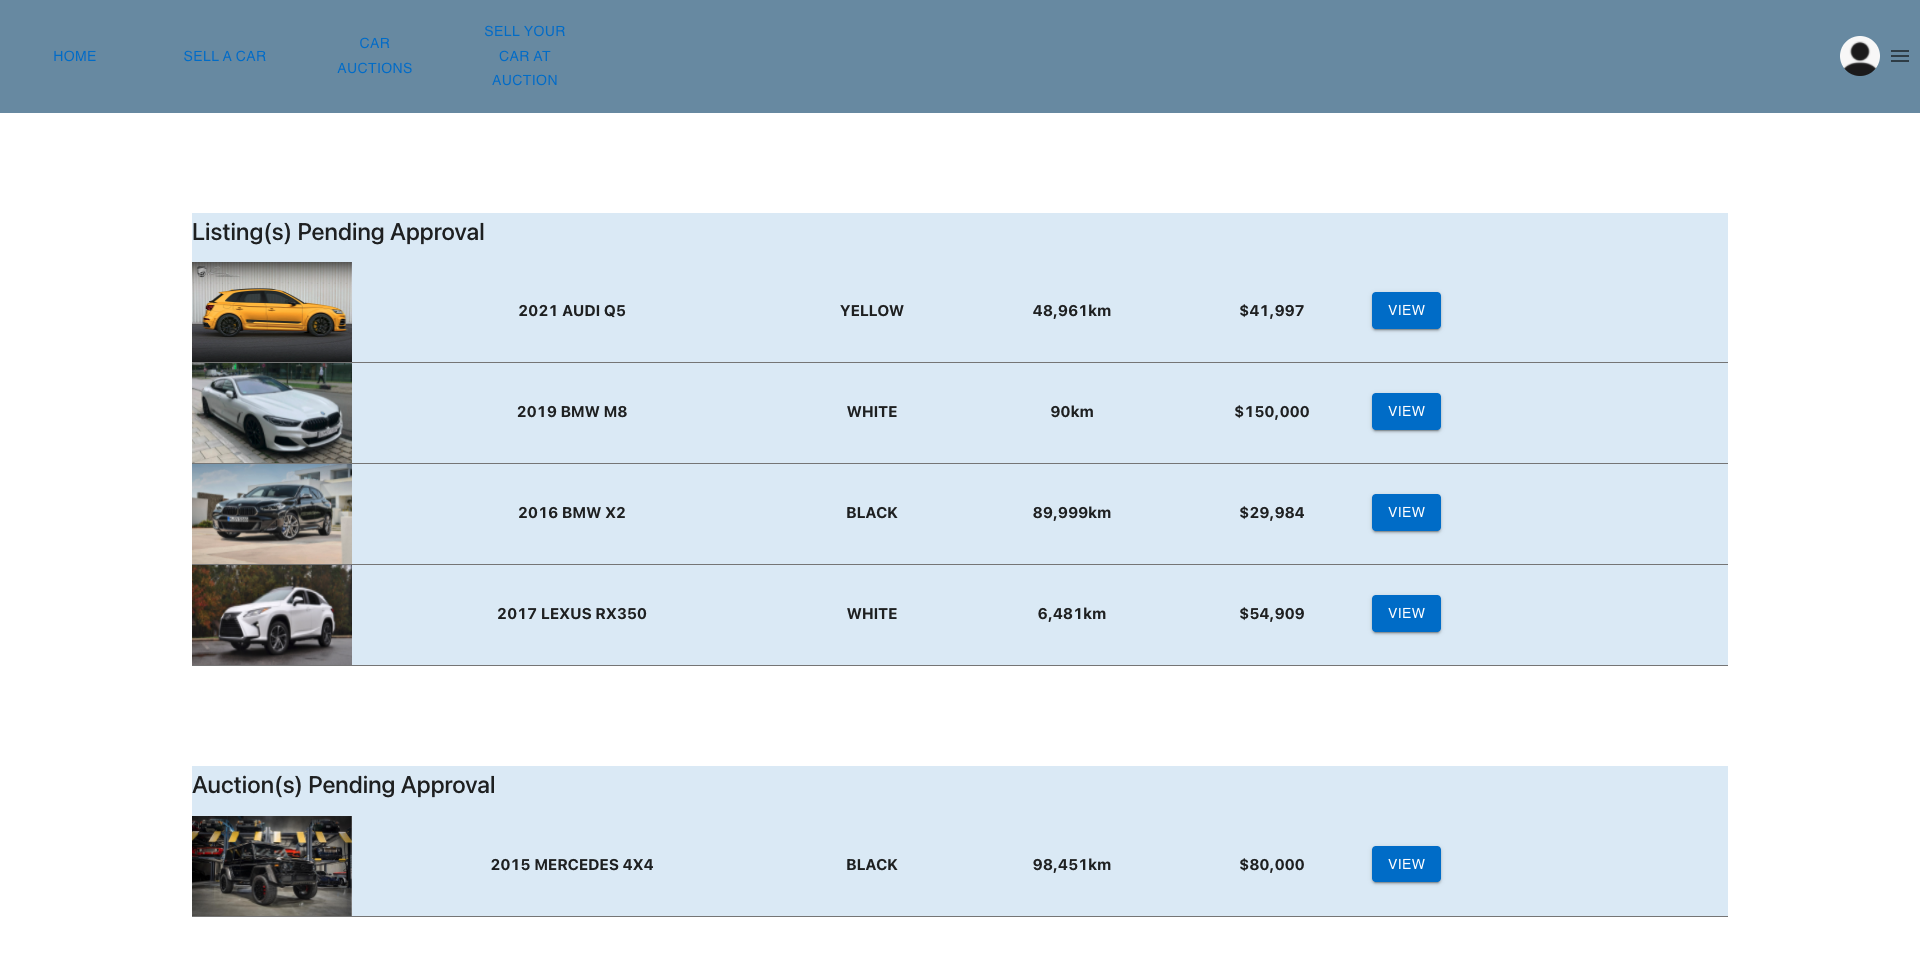 HOME
SELL A CAR
CAR
AUCTIONS
SELL YOUR
CAR AT
AUCTION
Listing(s) Pending Approval
2021 AUDI Q5 YELLOW 48,961km $41,997 VIEW
2019 BMW M8 WHITE 90km $150,000 VIEW
2016 BMW X2 BLACK 89,999km $29,984 VIEW
2017 LEXUS RX350 WHITE 6,481km $54,909 VIEW
Auction(s) Pending Approval
2015 MERCEDES 4X4 BLACK 98,451km $80,000 VIEW